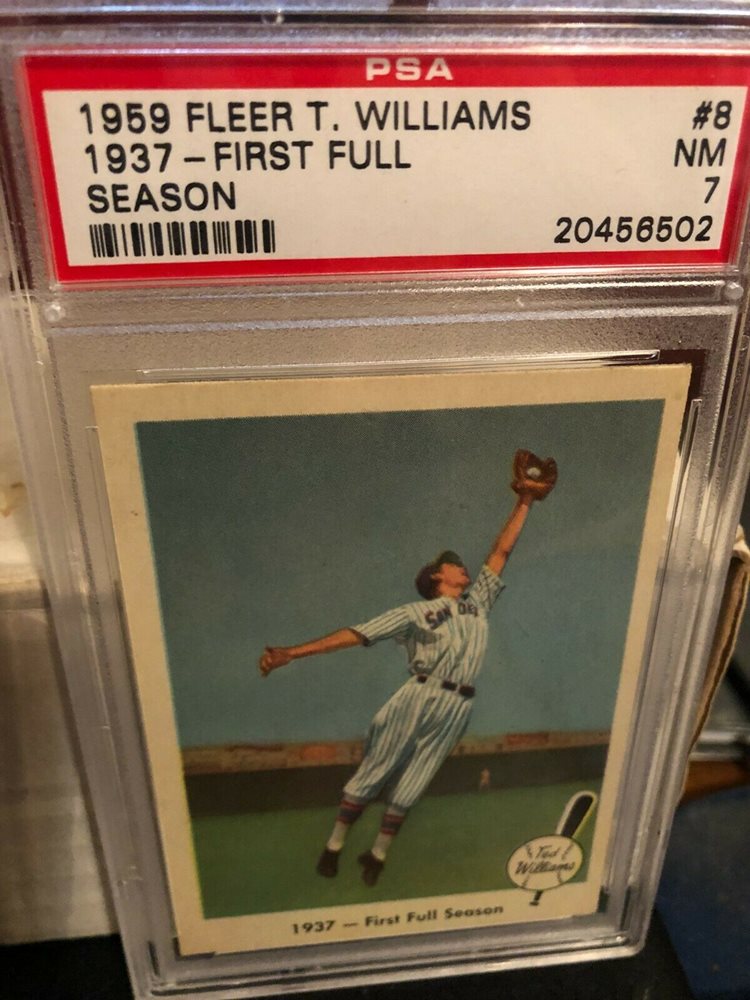 PSA
1959 FLEER T. WILLIAMS #8
1937 – FIRST FULL NM
SEASON 7
20456502
SAN DEI
Ted
Williams
1937 — First Full Season